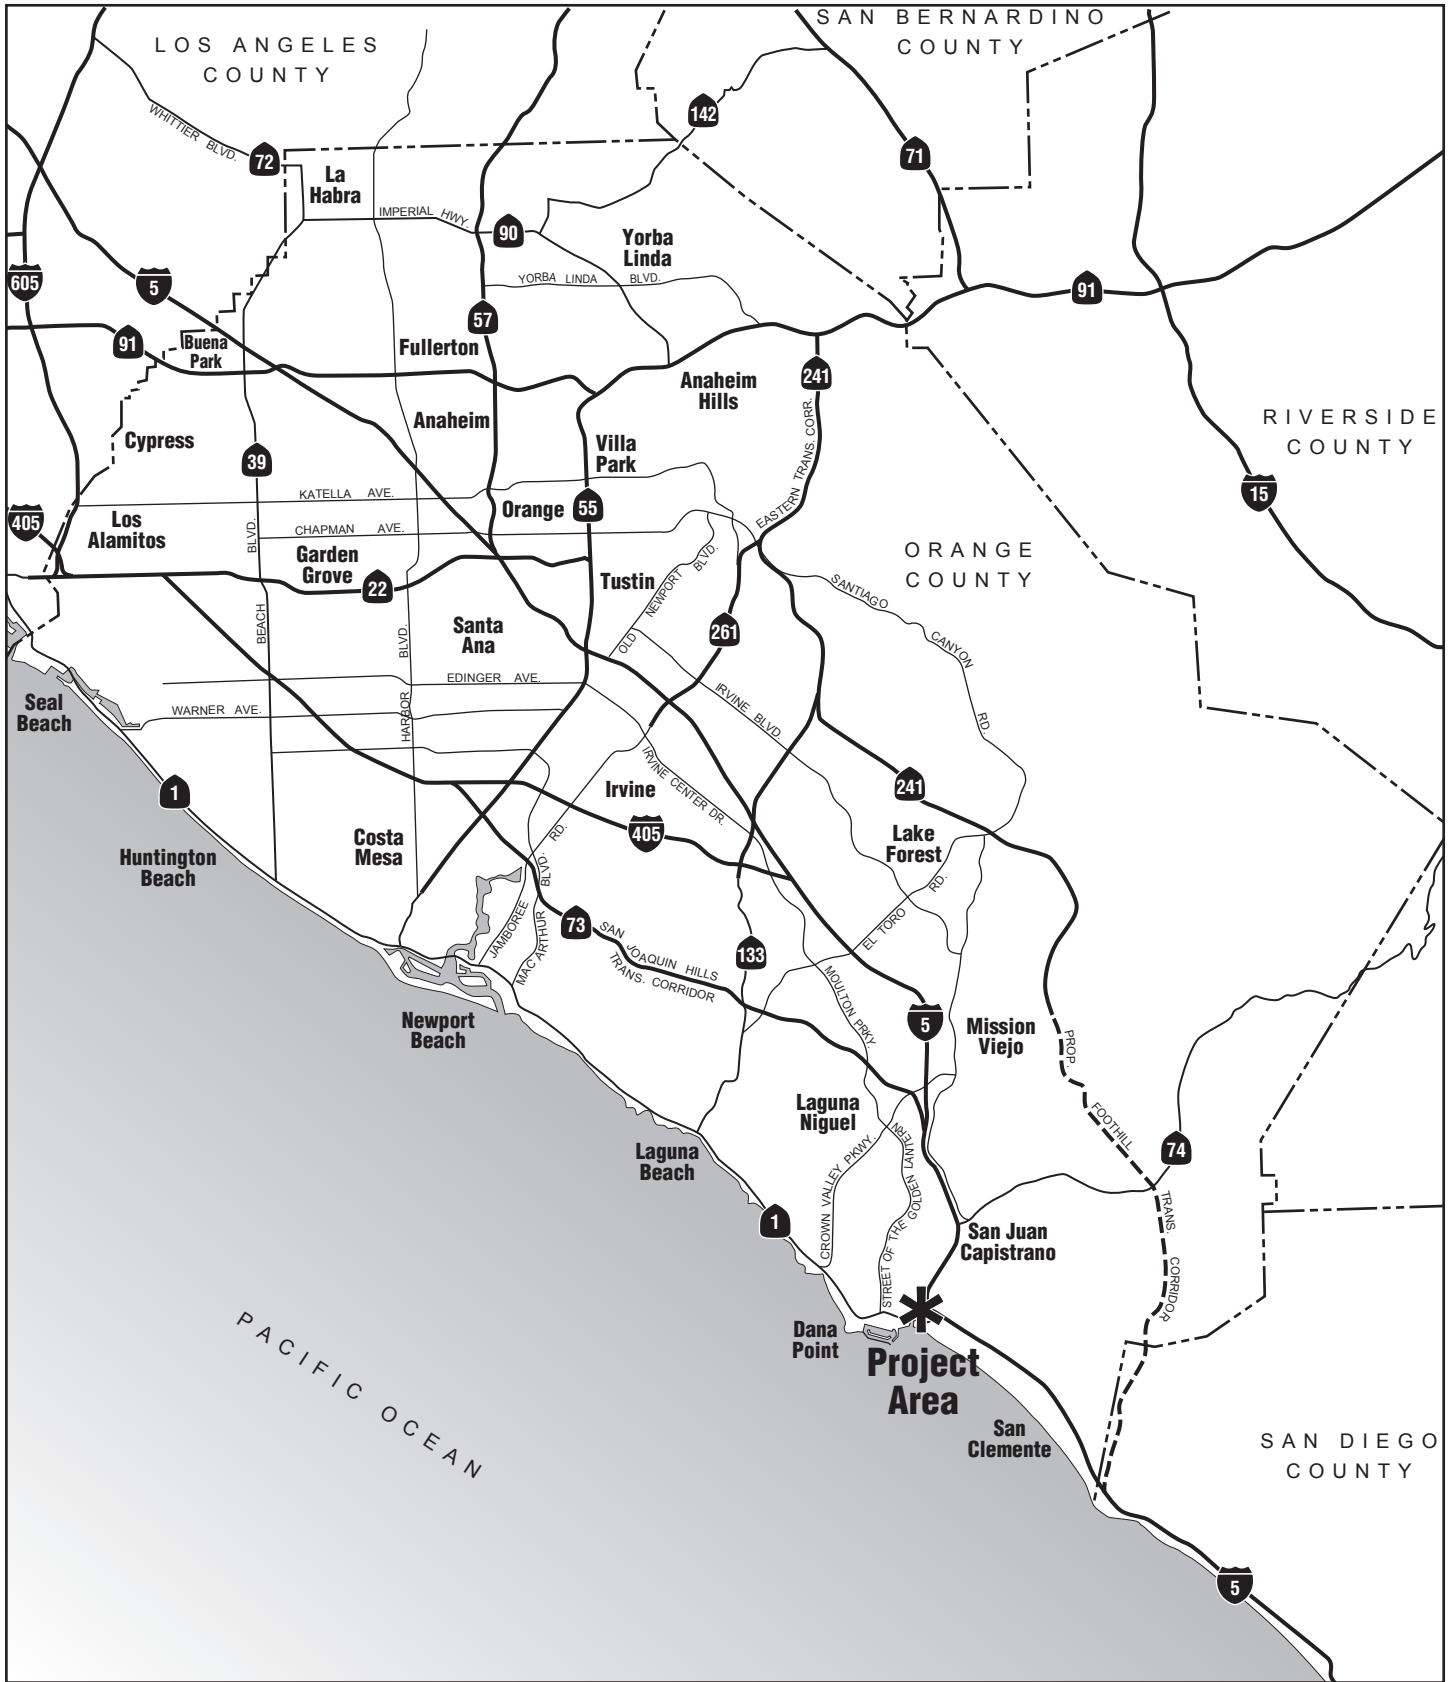 SAN BERNARDINO
COUNTY
LOS ANGELES
COUNTY
142
WHITTIER BLVD.
72
71
La
Habra
IMPERIAL HWY.
90
Yorba
Linda
605
5
YORBA LINDA BLVD.
91
57
91
Buena
Park
Fullerton
241
Anaheim
Hills
Anaheim
EASTERN TRANS. CORR.
RIVERSIDE
COUNTY
Cypress
Villa
Park
39
KATELLA AVE.
15
405
Los
Alamitos
Orange
55
BLVD.
CHAPMAN AVE.
Garden
Grove
22
ORANGE
COUNTY
Tustin
OLD NEWPORT BLVD.
SANTIAGO CANYON RD.
BEACH
HARBOR BLVD.
Santa
Ana
261
EDINGER AVE.
WARNER AVE.
IRVINE BLVD.
Seal
Beach
IRVINE CENTER DR.
1
Irvine
241
405
Costa
Mesa
Lake
Forest
Huntington
Beach
JAMBOREE RD.
MAC ARTHUR BLVD.
73
SAN JOAQUIN HILLS
TRANS. CORRIDOR
133
EL TORO RD.
MOULTON PRKY.
Newport
Beach
5
Mission
Viejo
PROP. FOOTHILL TRANS. CORRIDOR
Laguna
Niguel
74
Laguna
Beach
CROWN VALLEY PKWY.
STREET OF THE GOLDEN LANTERN
1
San Juan
Capistrano
Dana
Point
Project
Area
PACIFIC OCEAN
San
Clemente
SAN DIEGO
COUNTY
5